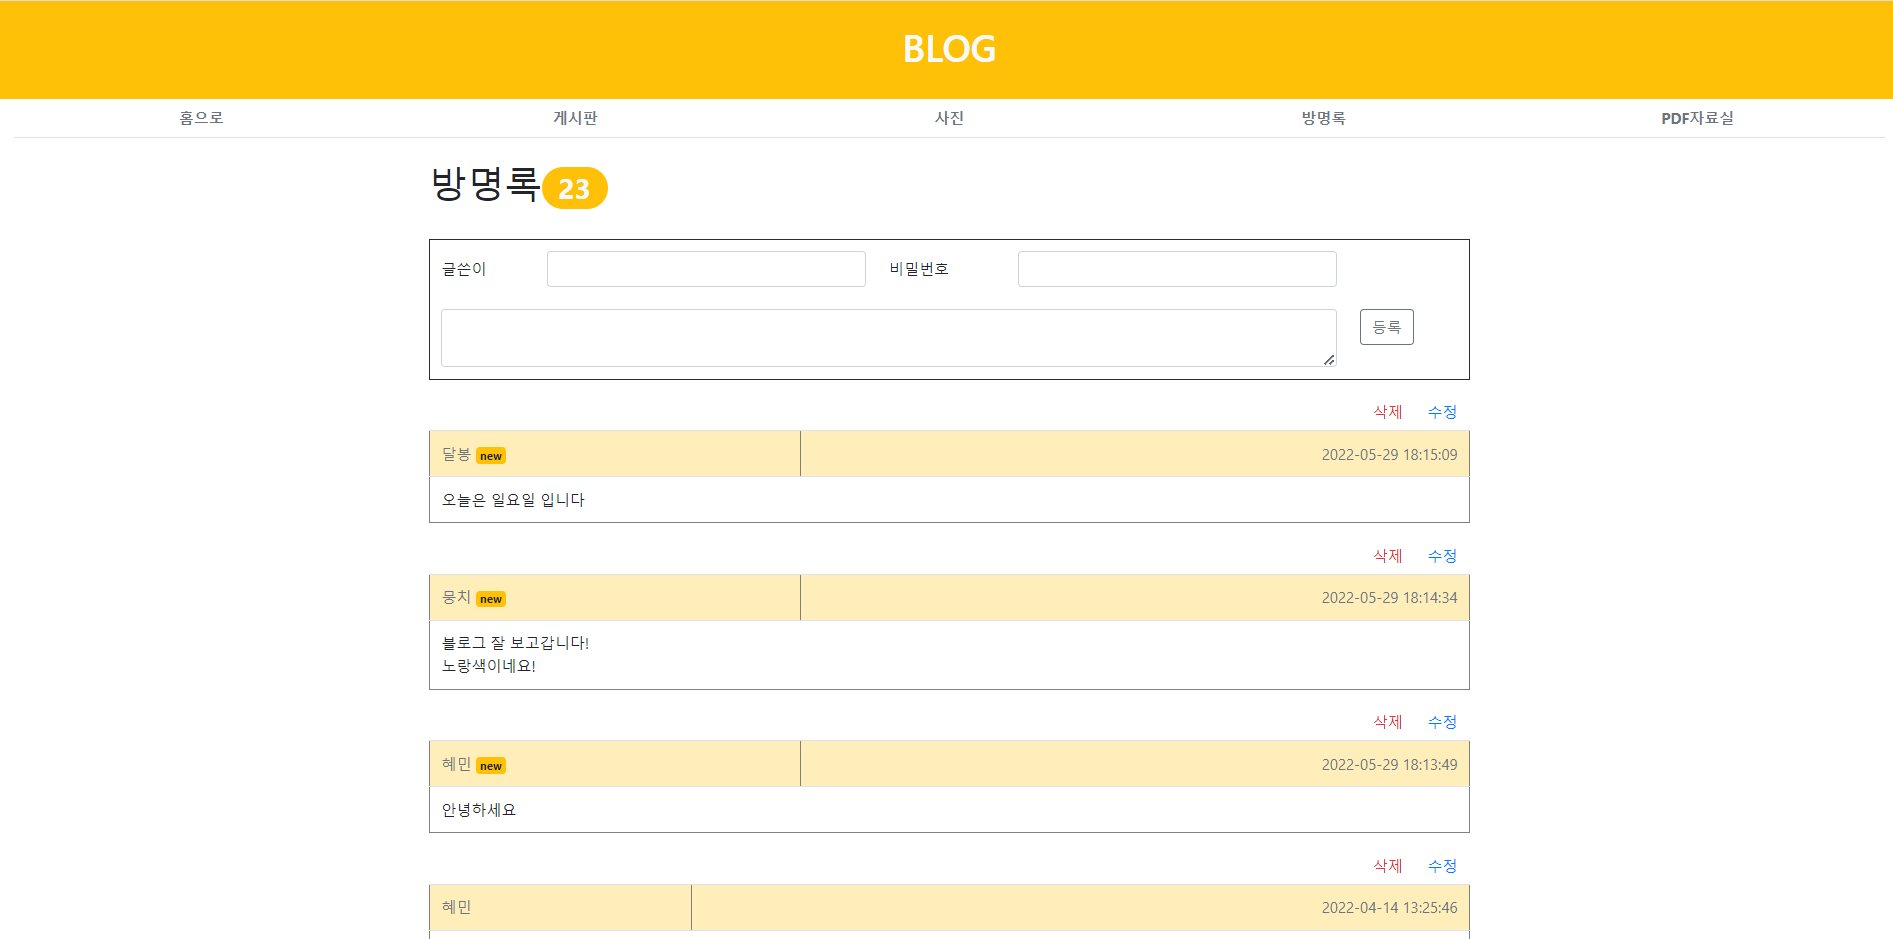 BLOG
홈으로 게시판 사진 방명록 PDF자료실
방명록 23
글쓴이 비밀번호
등록
삭제 수정
달봉 new 2022-05-29 18:15:09
오늘은 일요일 입니다
삭제 수정
뭉치 new 2022-05-29 18:14:34
블로그 잘 보고갑니다!
노랑색이네요!
삭제 수정
혜민 new 2022-05-29 18:13:49
안녕하세요
삭제 수정
혜민 2022-04-14 13:25:46